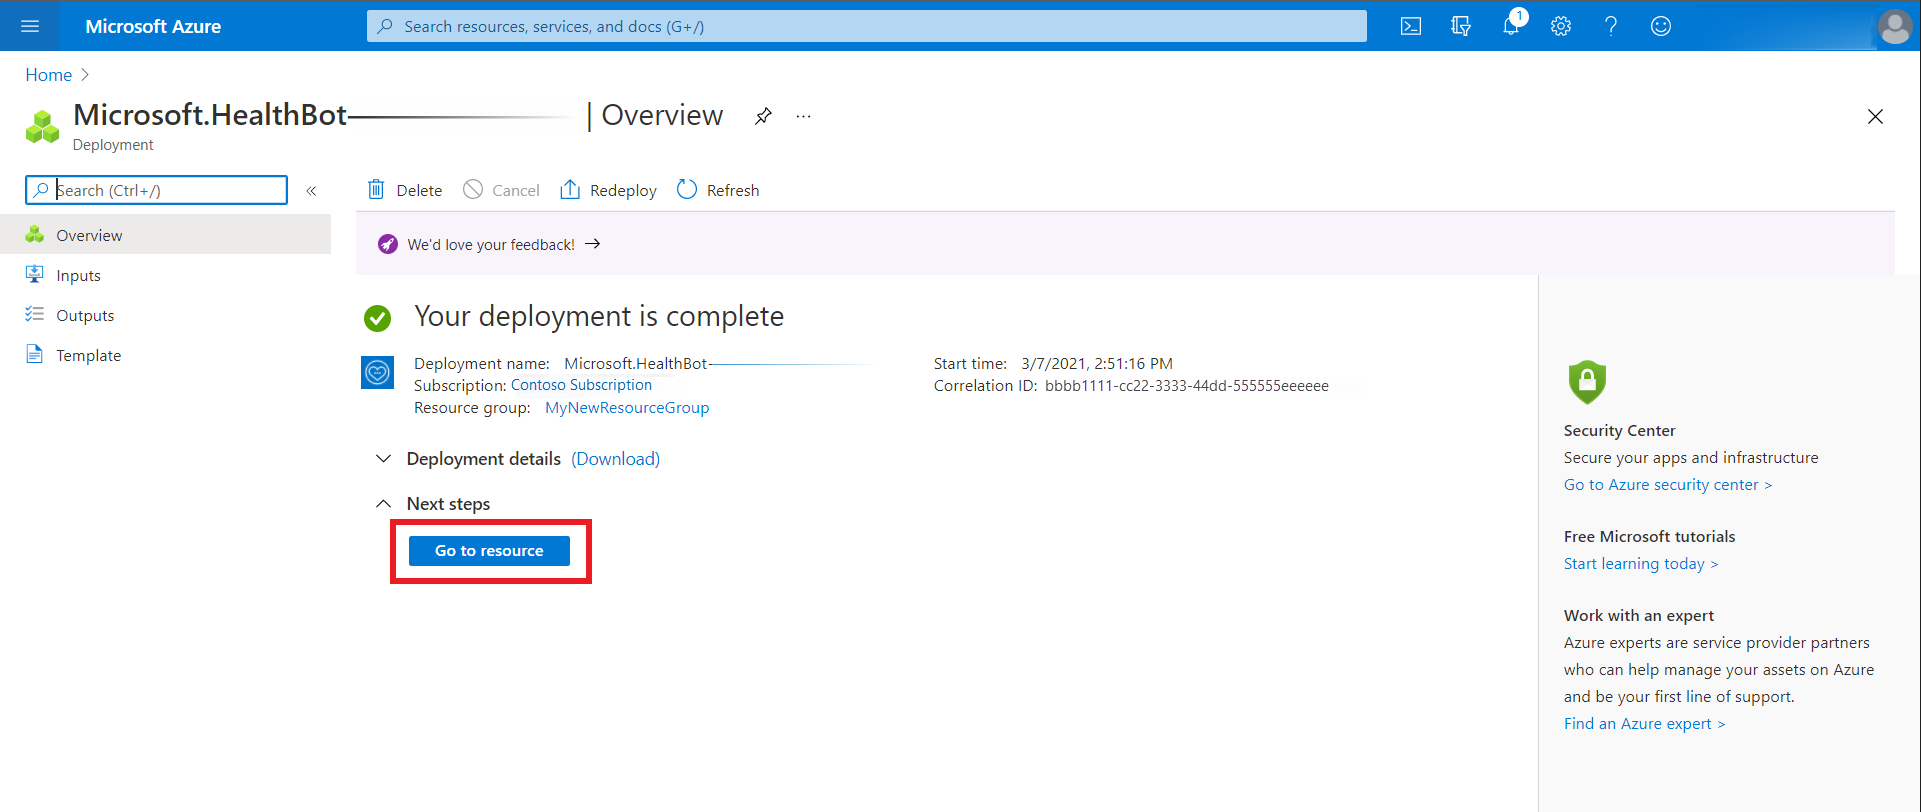 Microsoft Azure
Search resources, services, and docs (G+/)
1
Home
Microsoft.HealthBot | Overview
Deployment
Search (Ctrl+/)
Delete
Cancel
Redeploy
Refresh
Overview
Inputs
Outputs
Template
We'd love your feedback! →
Your deployment is complete
Deployment name: Microsoft.HealthBot-
Subscription: Contoso Subscription
Resource group: MyNewResourceGroup
Start time: 3/7/2021, 2:51:16 PM
Correlation ID: bbbb1111-cc22-3333-44dd-555555eeeeee
Deployment details (Download)
Next steps
Go to resource
Security Center
Secure your apps and infrastructure
Go to Azure security center >
Free Microsoft tutorials
Start learning today >
Work with an expert
Azure experts are service provider partners
who can help manage your assets on Azure
and be your first line of support.
Find an Azure expert >